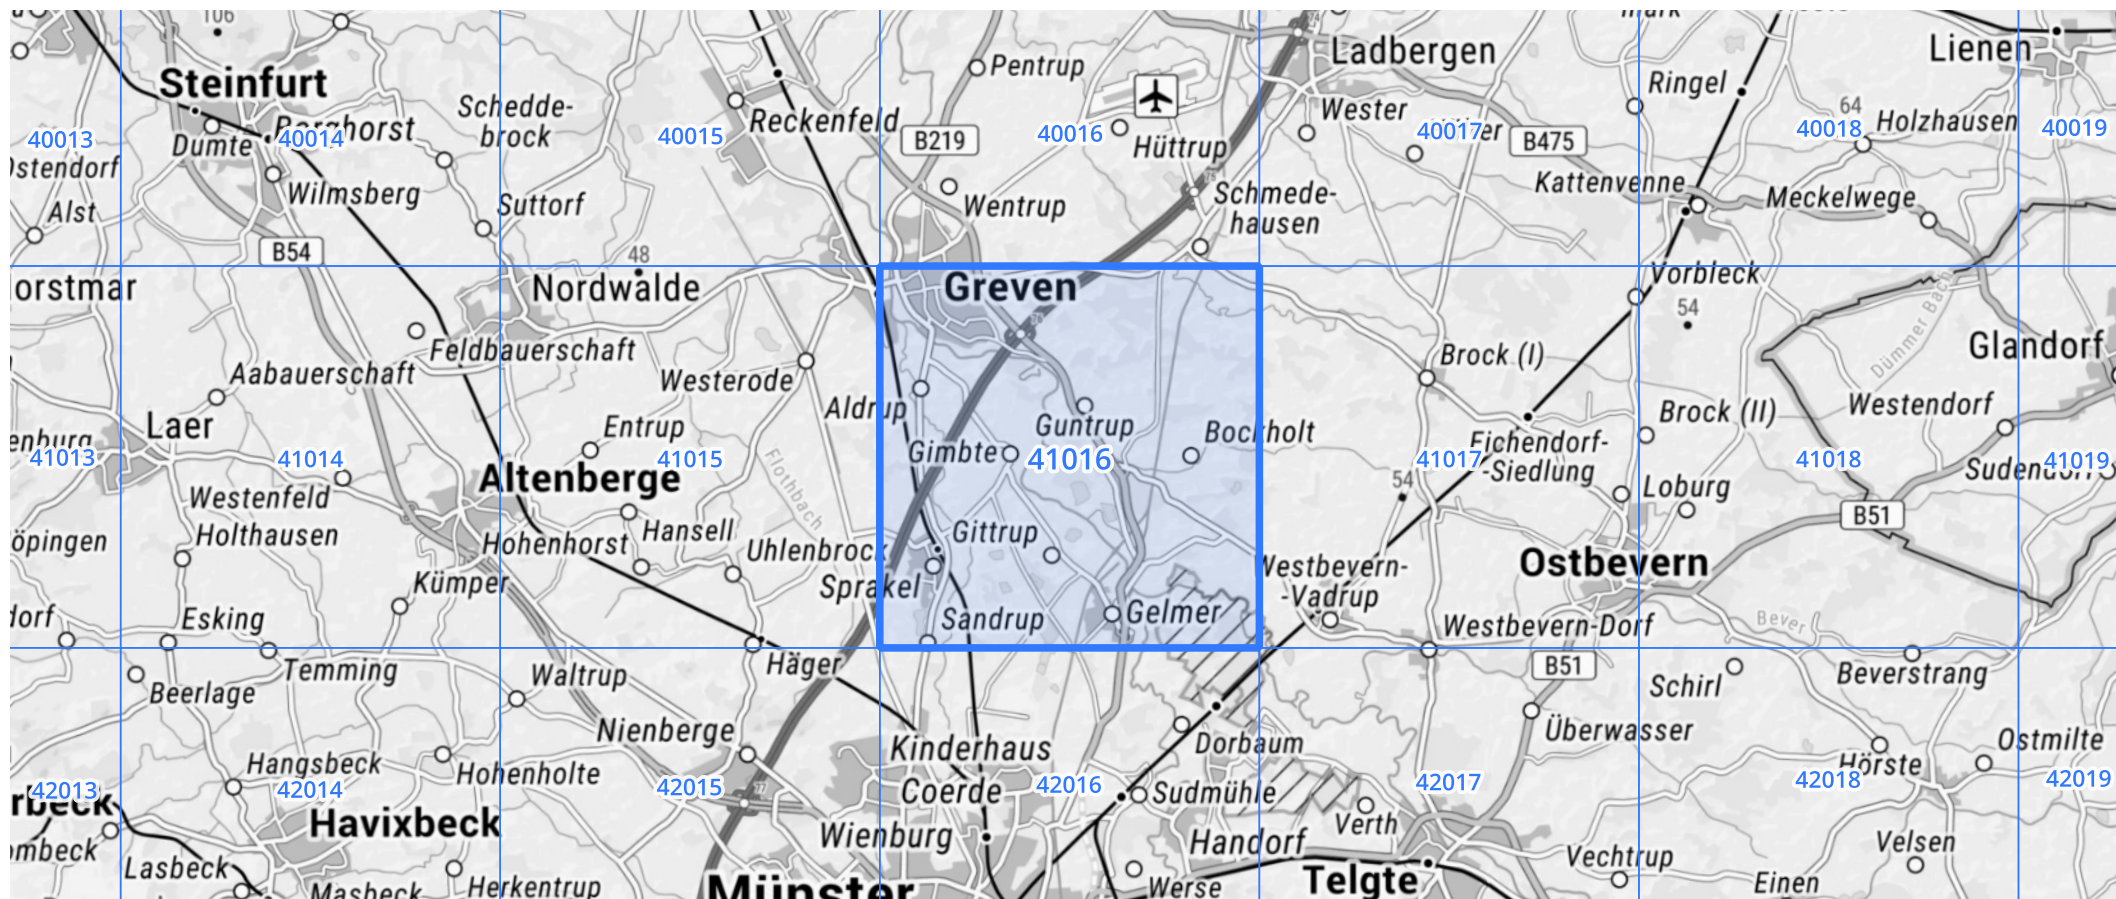 106
Pentrup
Ladbergen
Lienen
Steinfurt
Schedde-
brock
Ringel
Wester
64
Holzhausen
Reckenfeld
40013
40014
40015
B219
40016
40017
B475
40018
40019
Borghorst
Dumte
Hüttrup
Wilmsberg
Kattenvenne
Meckelwege
Schmede-
hausen
Alst
Suttorf
Wentrup
B54
48
Nordwalde
Greven
Vorbleck
54
Dümmer Bach
Glandorf
Feldbauerschaft
Aabauerschaft
Westerode
Brock (I)
Aldrup
Guntrup
Bockholt
Brock (II)
Westendorf
Laer
Entrup
Gimbte
Eichendorf-
-Siedlung
41013
41014
41015
41016
41017
41018
41019
Altenberge
Flothbach
54
Loburg
Westenfeld
B51
Holthausen
Hohenhorst
Hansell
Uhlenbrock
Gittrup
Ostbevern
Kümper
Sprakel
Westbevern-
-Vadrup
Esking
Sandrup
Gelmer
Westbevern-Dorf
Bever
Temming
Häger
B51
Beverstrang
Beerlage
Waltrup
Schirl
Nienberge
Überwasser
Kinderhaus
Dorbaum
Ostmilte
Hangsbeck
Hohenholte
Hörste
42013
42014
42015
42016
42017
42018
42019
77
Coerde
Sudmühle
Havixbeck
Wienburg
Handorf
Verth
Velsen
Lasbeck
Vechtrup
Masbeck
Herkentrup
Münster
Werse
Telgte
Einen